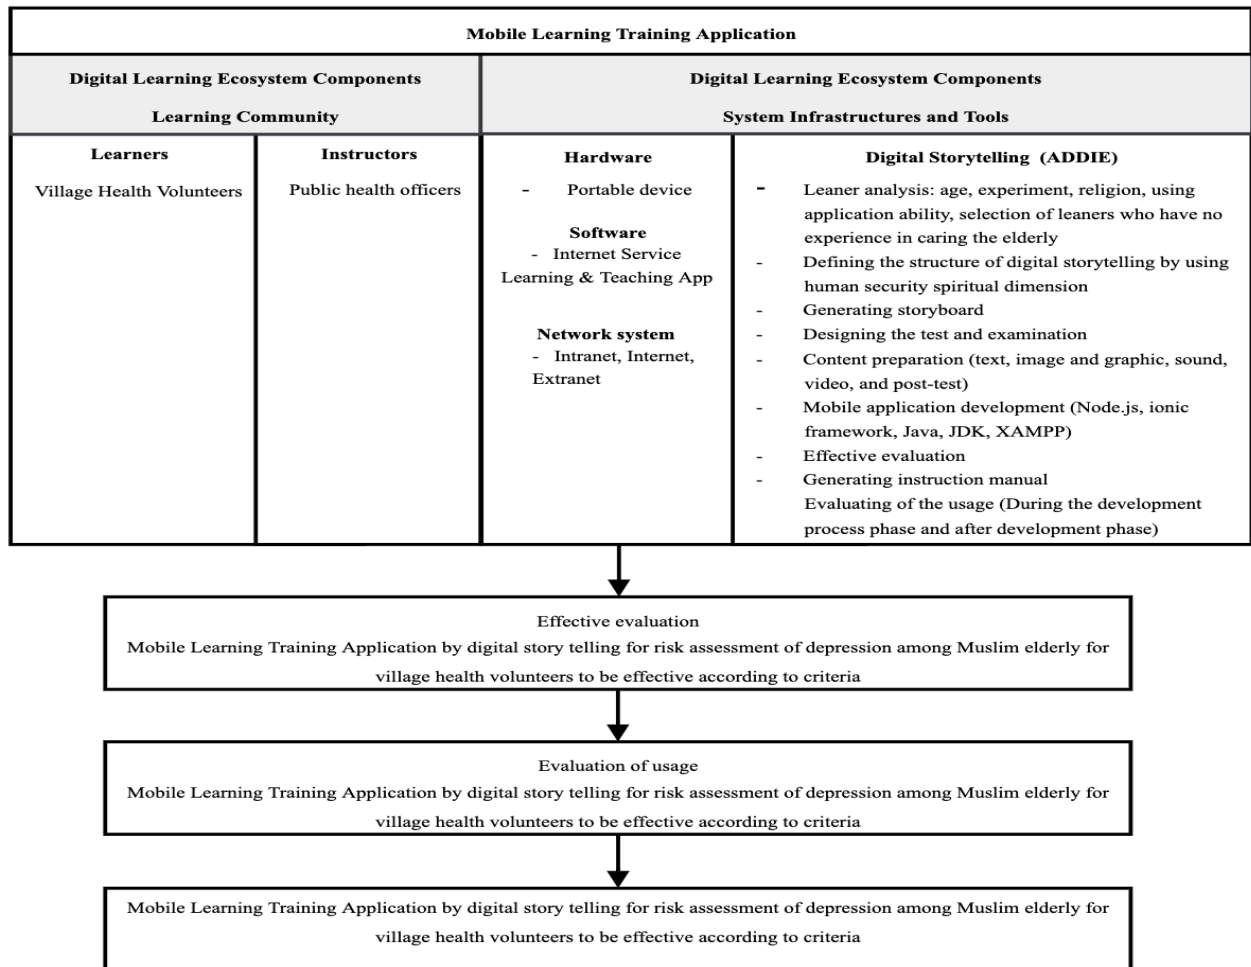 Mobile Learning Training Application
Digital Learning Ecosystem Components
Learning Community
Digital Learning Ecosystem Components
System Infrastructures and Tools
Learners
Village Health Volunteers
Instructors
Public health officers
Hardware
- Portable device
Software
- Internet Service
Learning & Teaching App
Network system
- Intranet, Internet,
Extranet
Digital Storytelling (ADDIE)
- Leaner analysis: age, experiment, religion, using
application ability, selection of leaners who have no
experience in caring the elderly
- Defining the structure of digital storytelling by using
human security spiritual dimension
- Generating storyboard
- Designing the test and examination
- Content preparation (text, image and graphic, sound,
video, and post-test)
- Mobile application development (Node.js, ionic
framework, Java, JDK, XAMPP)
- Effective evaluation
- Generating instruction manual
Evaluating of the usage (During the development
process phase and after development phase)
Effective evaluation
Mobile Learning Training Application by digital story telling for risk assessment of depression among Muslim elderly for
village health volunteers to be effective according to criteria
Evaluation of usage
Mobile Learning Training Application by digital story telling for risk assessment of depression among Muslim elderly for
village health volunteers to be effective according to criteria
Mobile Learning Training Application by digital story telling for risk assessment of depression among Muslim elderly for
village health volunteers to be effective according to criteria